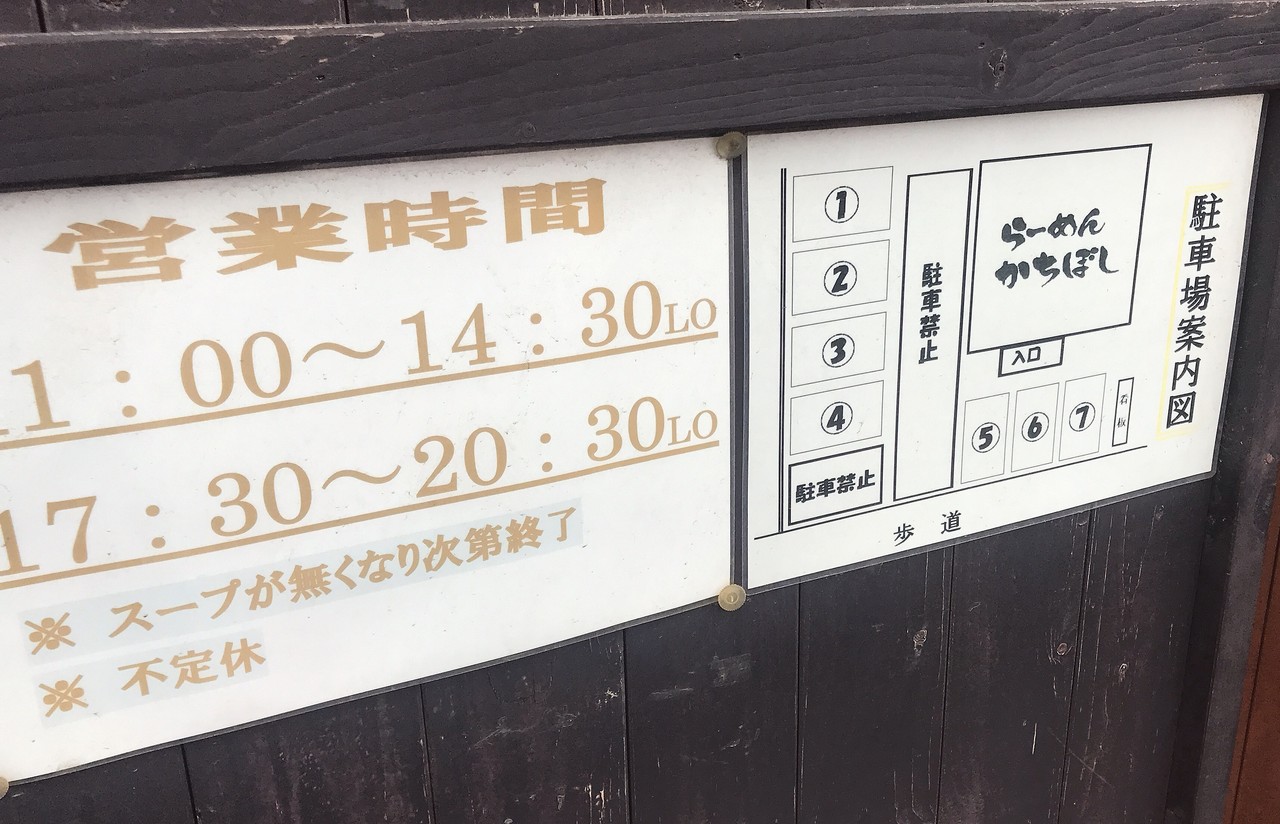 営業時間
11：00～14：30LO
17：30～20：30LO
※ スープが無くなり次第終了
※ 不定休
駐車場案内図
①
②
③
④
駐車禁止
駐車禁止
らーめん
かちぼし
入口
⑤
⑥
⑦
看板
歩道